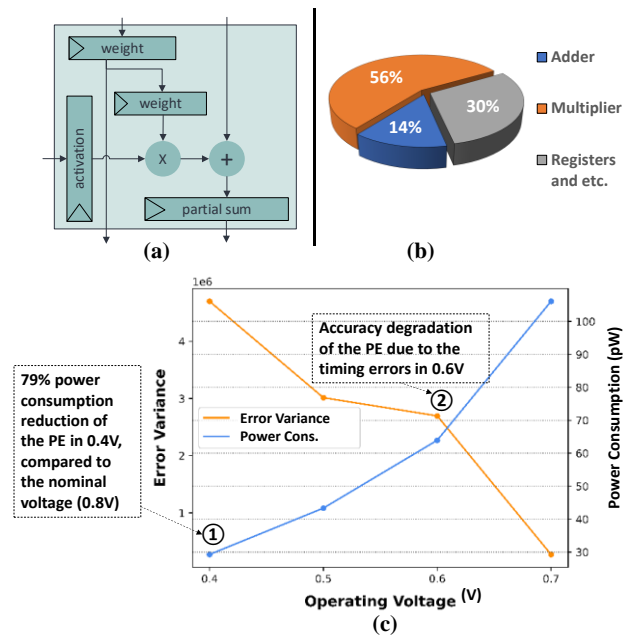 weight
weight
activation
X
+
partial sum
(a)
56%
30%
14%
Adder
Multiplier
Registers
and etc.
(b)
1e6
4
3
2
1
Error Variance
100
90
80
70
60
50
40
30
Power Consumption (pW)
Accuracy degradation
of the PE due to the
timing errors in 0.6V
79% power
consumption
reduction of
the PE in 0.4V,
compared to
the nominal
voltage (0.8V)
Error Variance
Power Cons.
1
2
0.4
0.5
0.6
0.7
Operating Voltage (V)
(c)